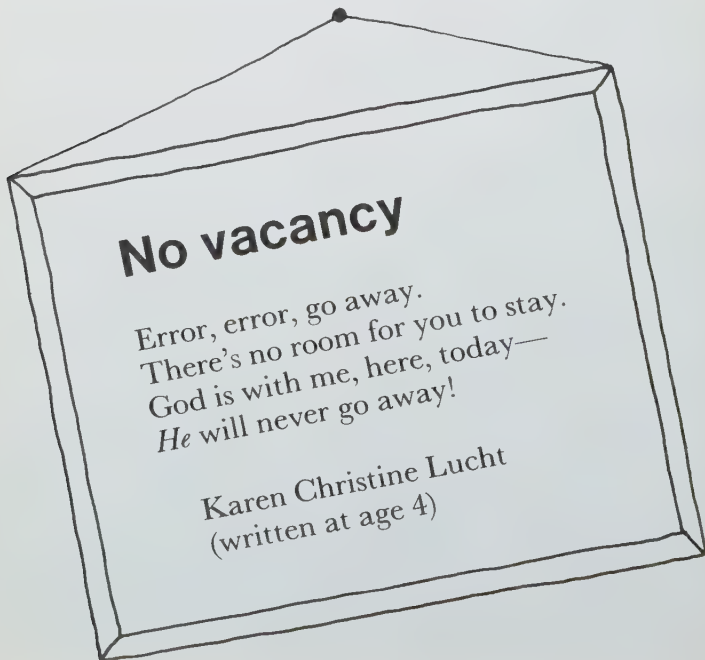 No vacancy
Error, error, go away.
There's no room for you to stay.
God is with me, here, today—
He will never go away!
Karen Christine Lucht
(written at age 4)